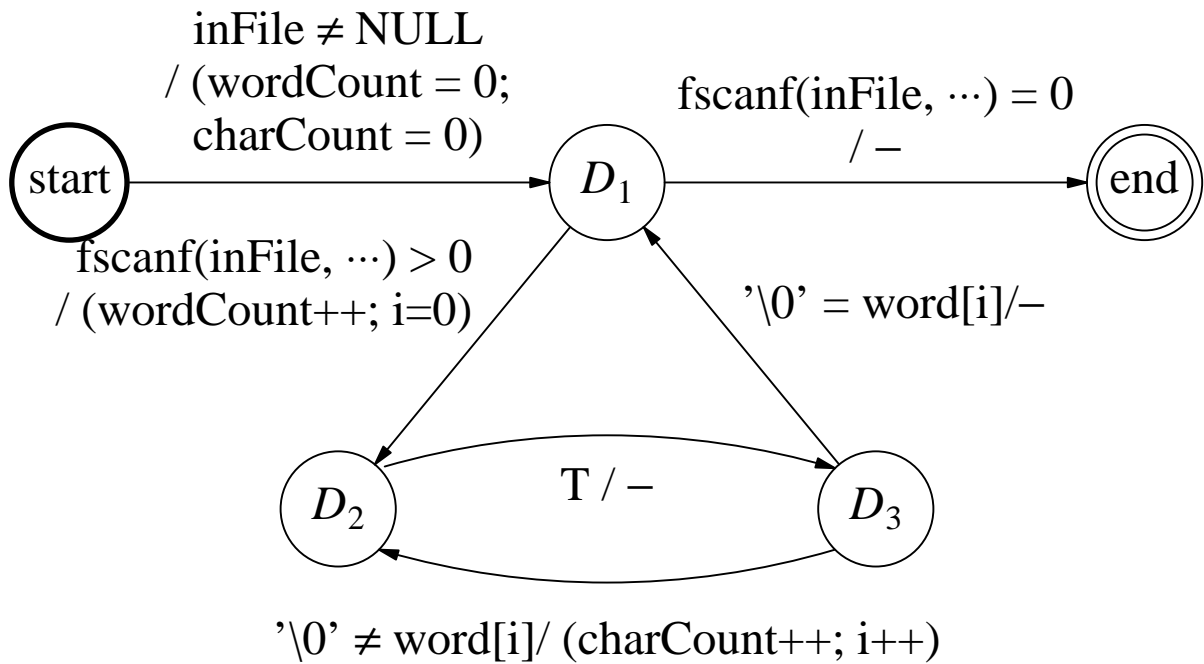 inFile ≠ NULL
/ (wordCount = 0;
charCount = 0)
fscanf(inFile, ···) = 0
/ −
start
D1
end
fscanf(inFile, ···) > 0
/ (wordCount++; i=0)
’\0’ = word[i]/−
T / −
D2
D3
’\0’ ≠ word[i]/ (charCount++; i++)